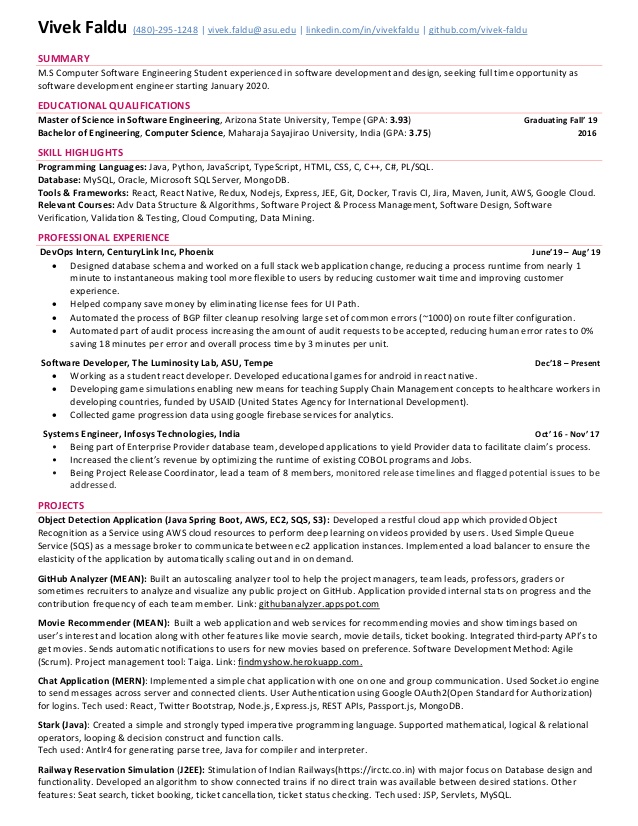 Vivek Faldu (480)-295-1248 | vivek.faldu@asu.edu | linkedin.com/in/vivekfaldu | github.com/vivek-faldu
SUMMARY
M.S Computer Software Engineering Student experienced in software development and design, seeking full time opportunity as
software development engineer starting January 2020.
EDUCATIONAL QUALIFICATIONS
Master of Science in Software Engineering, Arizona State University, Tempe (GPA: 3.93) Graduating Fall' 19
Bachelor of Engineering, Computer Science, Maharaja Sayajirao University, India (GPA: 3.75) 2016
SKILL HIGHLIGHTS
Programming Languages: Java, Python, JavaScript, TypeScript, HTML, CSS, C, C++, C#, PL/SQL.
Database: MySQL, Oracle, Microsoft SQL Server, MongoDB.
Tools & Frameworks: React, React Native, Redux, Nodejs, Express, JEE, Git, Docker, Travis CI, Jira, Maven, Junit, AWS, Google Cloud.
Relevant Courses: Adv Data Structure & Algorithms, Software Project & Process Management, Software Design, Software
Verification, Validation & Testing, Cloud Computing, Data Mining.
PROFESSIONAL EXPERIENCE
DevOps Intern, CenturyLink Inc, Phoenix June'19 – Aug' 19
• Designed database schema and worked on a full stack web application change, reducing a process runtime from nearly 1
minute to instantaneous making tool more flexible to users by reducing customer wait time and improving customer
experience.
• Helped company save money by eliminating license fees for UI Path.
• Automated the process of BGP filter cleanup resolving large set of common errors (~1000) on route filter configuration.
• Automated part of audit process increasing the amount of audit requests to be accepted, reducing human error rates to 0%
saving 18 minutes per error and overall process time by 3 minutes per unit.
Software Developer, The Luminosity Lab, ASU, Tempe Dec'18 – Present
• Working as a student react developer. Developed educational games for android in react native.
• Developing game simulations enabling new means for teaching Supply Chain Management concepts to healthcare workers in
developing countries, funded by USAID (United States Agency for International Development).
• Collected game progression data using google firebase services for analytics.
Systems Engineer, Infosys Technologies, India Oct' 16 - Nov' 17
• Being part of Enterprise Provider database team, developed applications to yield Provider data to facilitate claim's process.
• Increased the client's revenue by optimizing the runtime of existing COBOL programs and Jobs.
• Being Project Release Coordinator, lead a team of 8 members, monitored release timelines and flagged potential issues to be
addressed.
PROJECTS
Object Detection Application (Java Spring Boot, AWS, EC2, SQS, S3): Developed a restful cloud app which provided Object
Recognition as a Service using AWS cloud resources to perform deep learning on videos provided by users. Used Simple Queue
Service (SQS) as a message broker to communicate between ec2 application instances. Implemented a load balancer to ensure the
elasticity of the application by automatically scaling out and in on demand.
GitHub Analyzer (MEAN): Built an autoscaling analyzer tool to help the project managers, team leads, professors, graders or
sometimes recruiters to analyze and visualize any public project on GitHub. Application provided internal stats on progress and the
contribution frequency of each team member. Link: githubanalyzer.appspot.com
Movie Recommender (MEAN): Built a web application and web services for recommending movies and show timings based on
user's interest and location along with other features like movie search, movie details, ticket booking. Integrated third-party API's to
get movies. Sends automatic notifications to users for new movies based on preference. Software Development Method: Agile
(Scrum). Project management tool: Taiga. Link: findmyshow.herokuapp.com.
Chat Application (MERN): Implemented a simple chat application with one on one and group communication. Used Socket.io engine
to send messages across server and connected clients. User Authentication using Google OAuth2(Open Standard for Authorization)
for logins. Tech used: React, Twitter Bootstrap, Node.js, Express.js, REST APIs, Passport.js, MongoDB.
Stark (Java): Created a simple and strongly typed imperative programming language. Supported mathematical, logical & relational
operators, looping & decision construct and function calls.
Tech used: Antlr4 for generating parse tree, Java for compiler and interpreter.
Railway Reservation Simulation (J2EE): Stimulation of Indian Railways(https://irctc.co.in) with major focus on Database design and
functionality. Developed an algorithm to show connected trains if no direct train was available between desired stations. Other
features: Seat search, ticket booking, ticket cancellation, ticket status checking. Tech used: JSP, Servlets, MySQL.